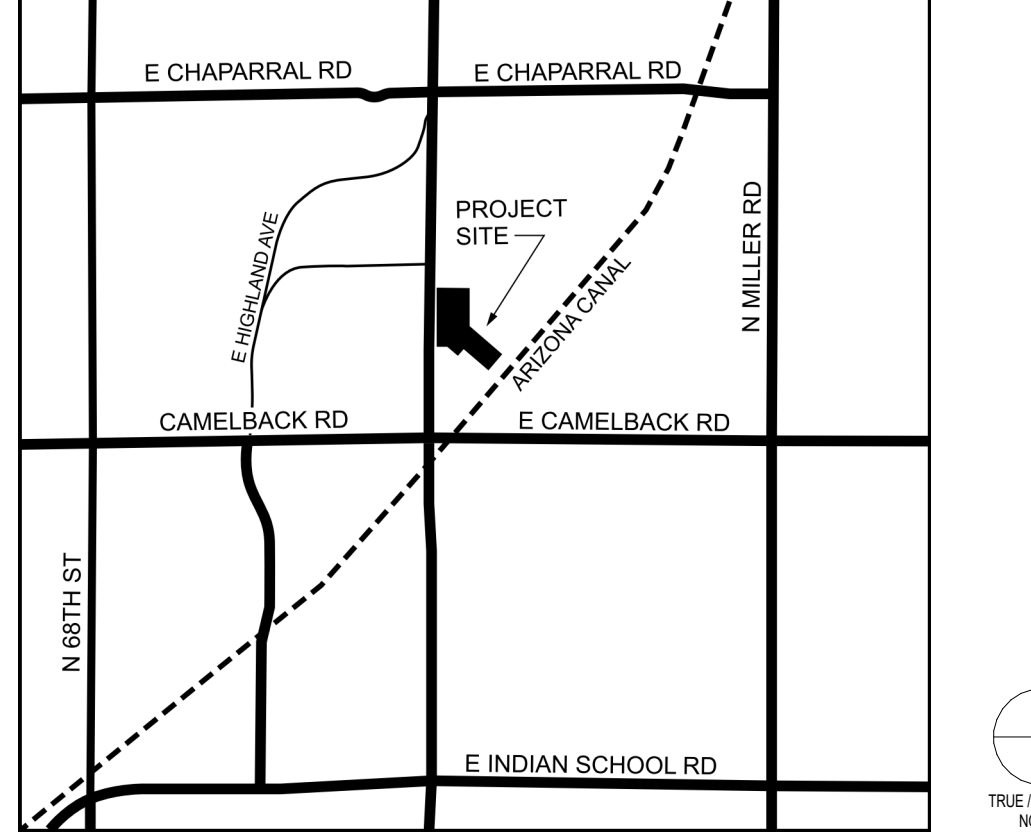 E CHAPARRAL RD
E CHAPARRAL RD
PROJECT
SITE
N MILLER RD
E HIGHLAND AVE
ARIZONA CANAL
CAMELBACK RD
E CAMELBACK RD
N 68TH ST
E INDIAN SCHOOL RD
TRUE /